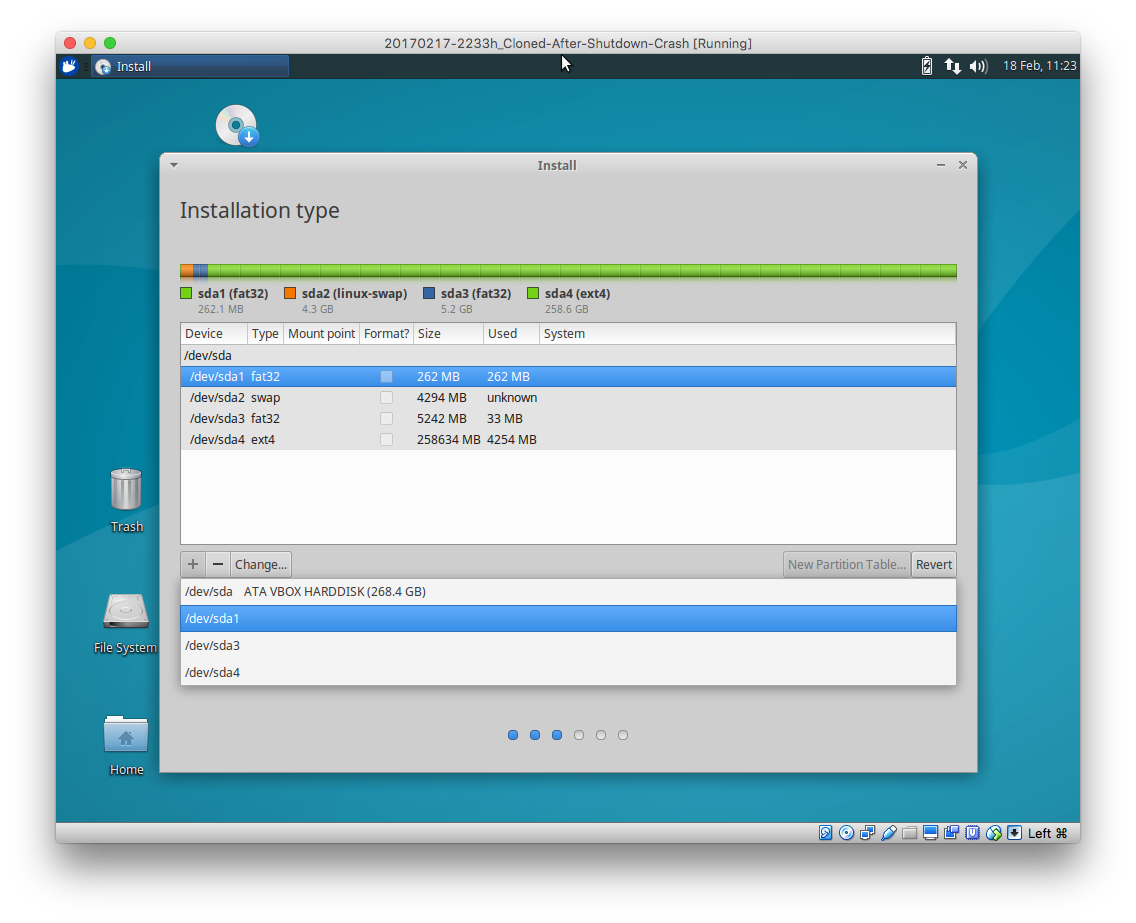 20170217-2233h_Cloned-After-Shutdown-Crash [Running]
Install 18 Feb, 11:23
Install
Installation type
sda1 (fat32) sda2 (linux-swap) sda3 (fat32) sda4 (ext4)
262.1 MB 4.3 GB 5.2 GB 258.6 GB
Device Type Mount point Format? Size Used System
/dev/sda
/dev/sda1 fat32 262 MB 262 MB
/dev/sda2 swap 4294 MB unknown
/dev/sda3 fat32 5242 MB 33 MB
/dev/sda4 ext4 258634 MB 4254 MB
+ − Change... New Partition Table... Revert
/dev/sda ATA VBOX HARDDISK (268.4 GB)
/dev/sda1
/dev/sda3
/dev/sda4
Trash
File System
Home
Left ⌘